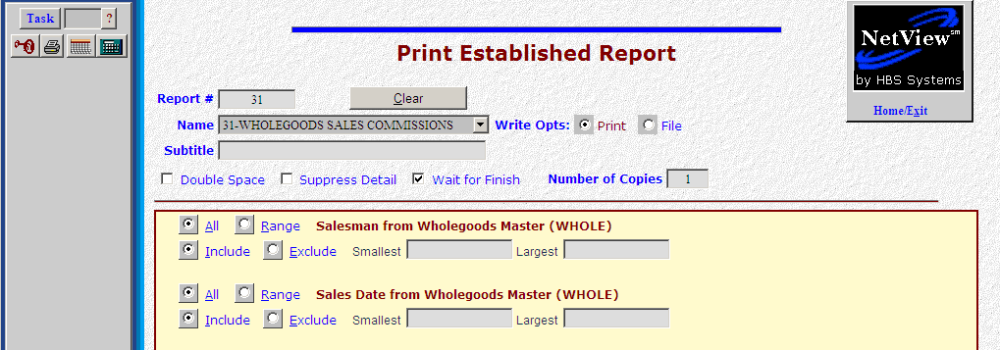 Task ?
Print Established Report
NetView℠
by HBS Systems
Home/Exit
Report # 31 Clear
Name 31-WHOLEGOODS SALES COMMISSIONS Write Opts: Print File
Subtitle
Double Space Suppress Detail Wait for Finish Number of Copies 1
All Range Salesman from Wholegoods Master (WHOLE)
Include Exclude Smallest Largest
All Range Sales Date from Wholegoods Master (WHOLE)
Include Exclude Smallest Largest